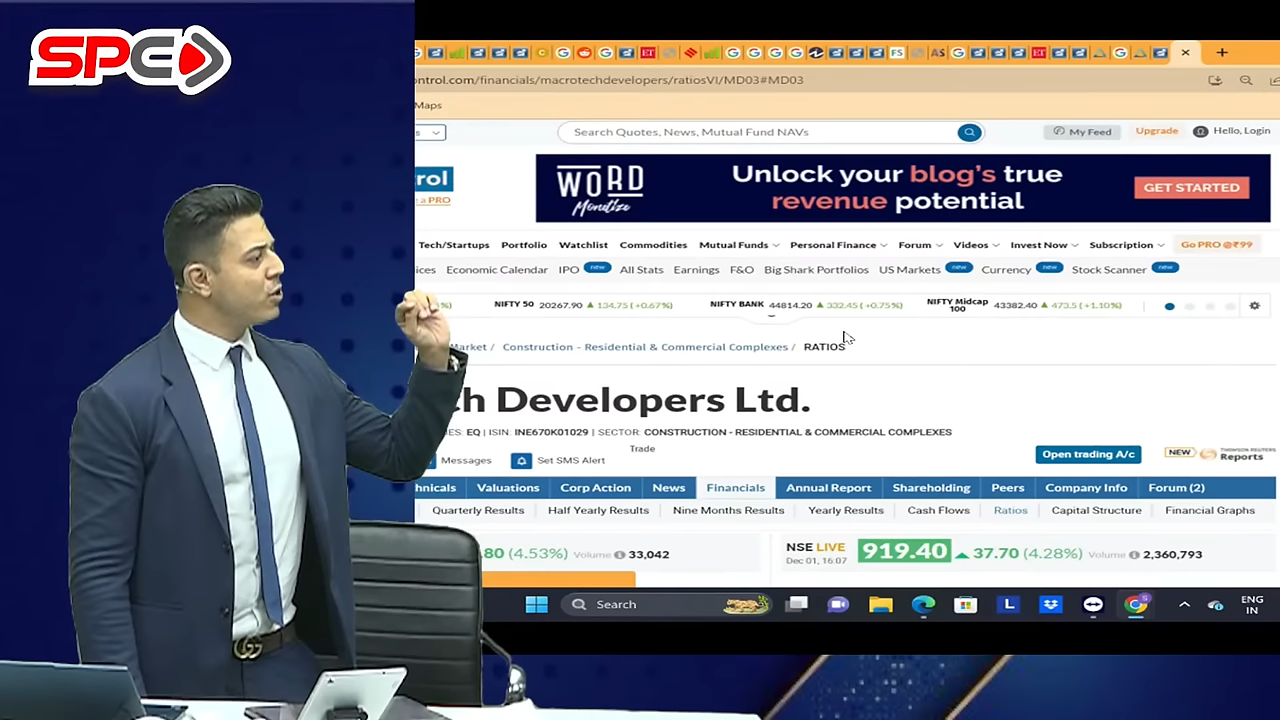 SPC
ontrol.com/financials/macrotechdevelopers/ratiosVI/MD03#MD03
Maps
s Search Quotes, News, Mutual Fund NAVs My Feed Upgrade Hello, Login
rol
a PRO
WORD
Monetize
Unlock your blog's true
revenue potential
GET STARTED
Tech/Startups Portfolio Watchlist Commodities Mutual Funds Personal Finance Forum Videos Invest Now Subscription Go PRO @₹99
ices Economic Calendar IPO new All Stats Earnings F&O Big Shark Portfolios US Markets new Currency new Stock Scanner new
%) NIFTY 50 20267.90 ▲ 134.75 (+0.67%) NIFTY BANK 44814.20 ▲ 332.45 (+0.75%) NIFTY Midcap 100 43382.40 ▲ 473.5 (+1.10%)
Market / Construction - Residential & Commercial Complexes / RATIOS
ch Developers Ltd.
ES: EQ | ISIN: INE670K01029 | SECTOR: CONSTRUCTION - RESIDENTIAL & COMMERCIAL COMPLEXES
Trade
Messages Set SMS Alert Open trading A/c NEW THOMSON REUTERS Reports
hnicals Valuations Corp Action News Financials Annual Report Shareholding Peers Company Info Forum (2)
Quarterly Results Half Yearly Results Nine Months Results Yearly Results Cash Flows Ratios Capital Structure Financial Graphs
.80 (4.53%) Volume 33,042
NSE LIVE 919.40 ▲ 37.70 (4.28%) Volume 2,360,793
Dec 01, 16:07
Search
ENG
IN